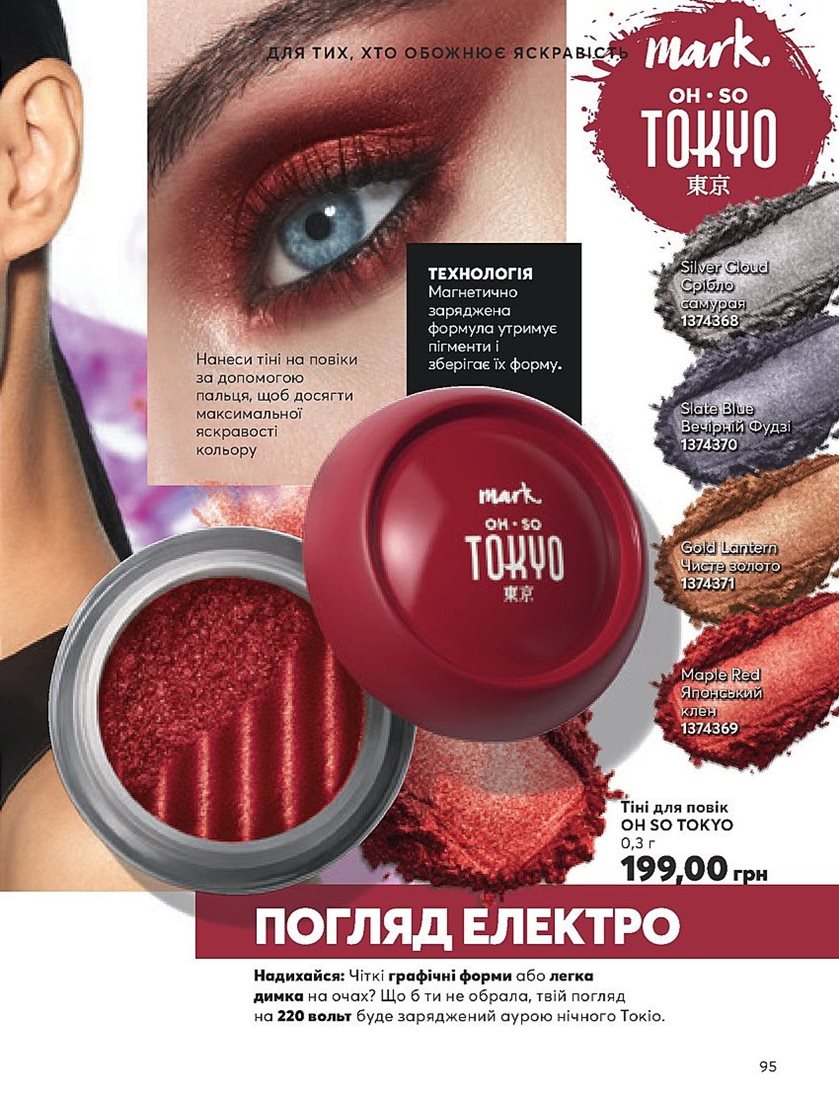 ДЛЯ ТИХ, ХТО ОБОЖНЮЄ ЯСКРАВІСТЬ
mark.
OH • SO
TOKYO
東京
Silver Cloud
Срібло
самурая
1374368
ТЕХНОЛОГІЯ
Магнетично
заряджена
формула утримує
пігменти і
зберігає їх форму.
Нанеси тіні на повіки
за допомогою
пальця, щоб досягти
максимальної
яскравості
кольору
Slate Blue
Вечірній Фудзі
1374370
mark.
OH • SO
TOKYO
東京
Gold Lantern
Чисте золото
1374371
Maple Red
Японський
клен
1374369
Тіні для повік
OH SO TOKYO
0,3 г
199,00 грн
ПОГЛЯД ЕЛЕКТРО
Надихайся: Чіткі графічні форми або легка
димка на очах? Що б ти не обрала, твій погляд
на 220 вольт буде заряджений аурою нічного Токіо.
95